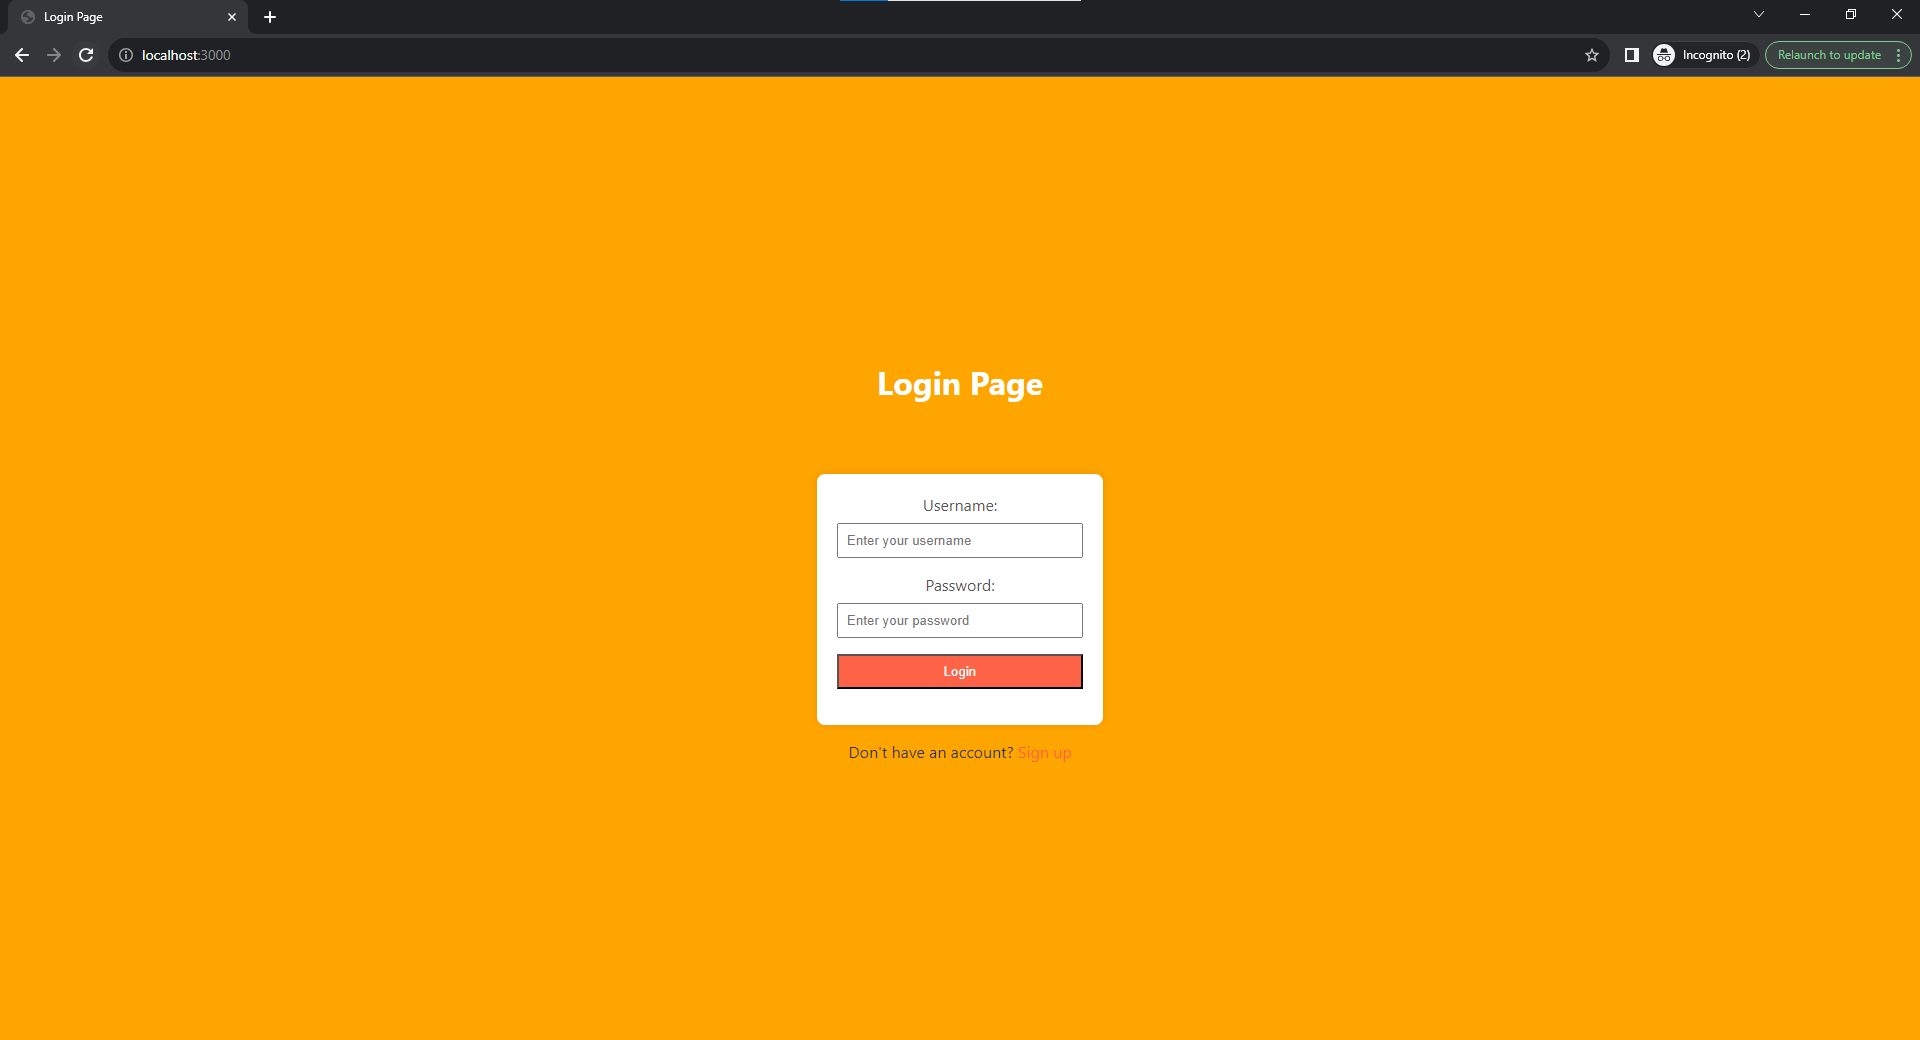 Login Page
localhost:3000
Incognito (2)
Relaunch to update
Login Page
Username:
Enter your username
Password:
Enter your password
Login
Don't have an account? Sign up